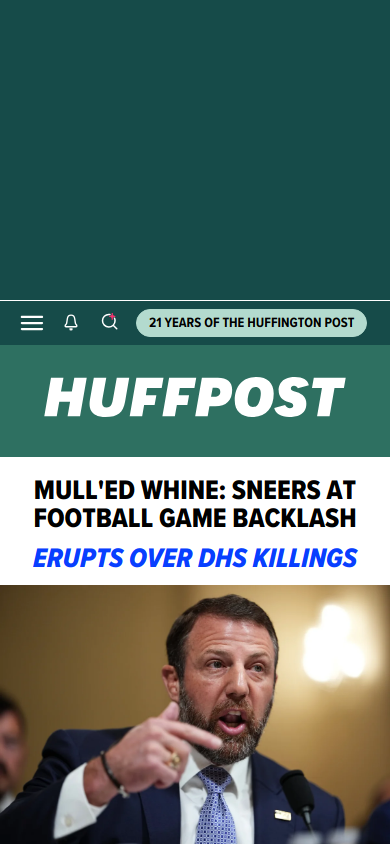 21 YEARS OF THE HUFFINGTON POST
HUFFPOST
MULL'ED WHINE: SNEERS AT
FOOTBALL GAME BACKLASH
ERUPTS OVER DHS KILLINGS